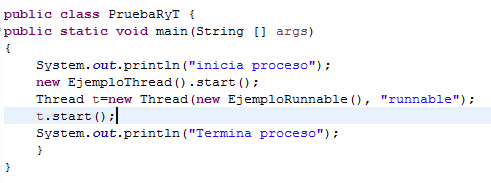 public class PruebaRyT {
public static void main(String [] args)
{
System.out.println("inicia proceso");
new EjemploThread().start();
Thread t=new Thread(new EjemploRunnable(), "runnable");
t.start();
System.out.println("Termina proceso");
}
}